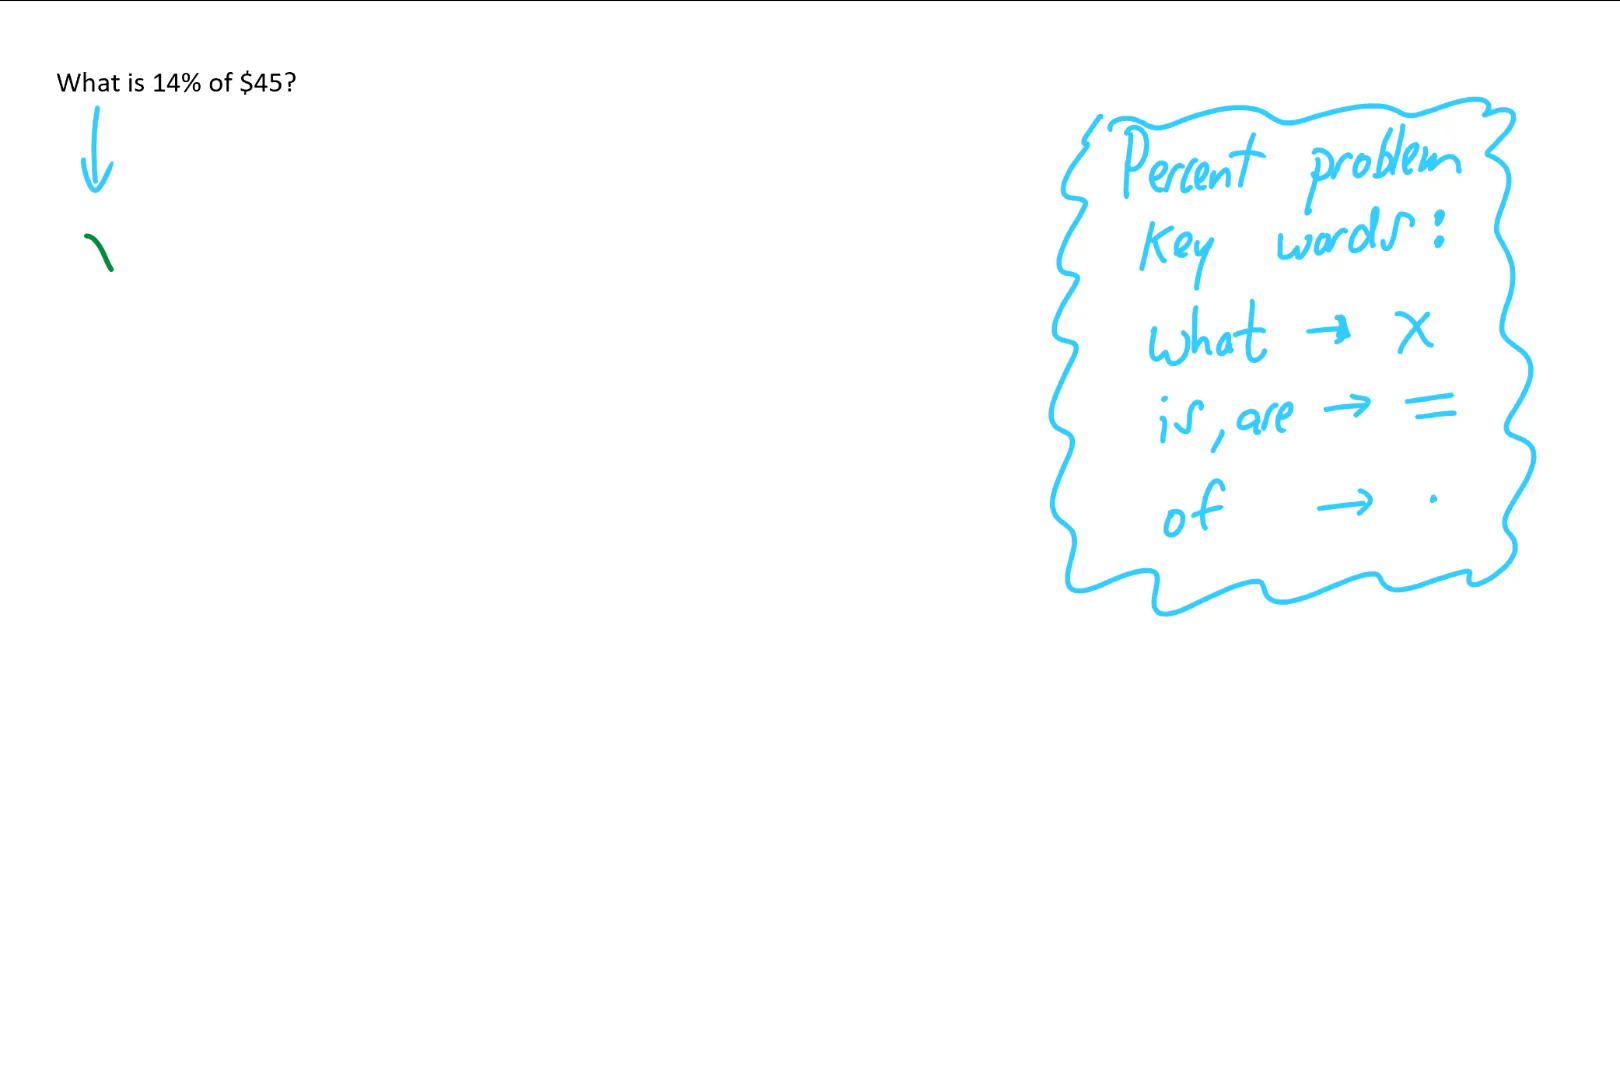 What is 14% of $45?
Percent problem
Key words:
what → x
is, are → =
of → ·